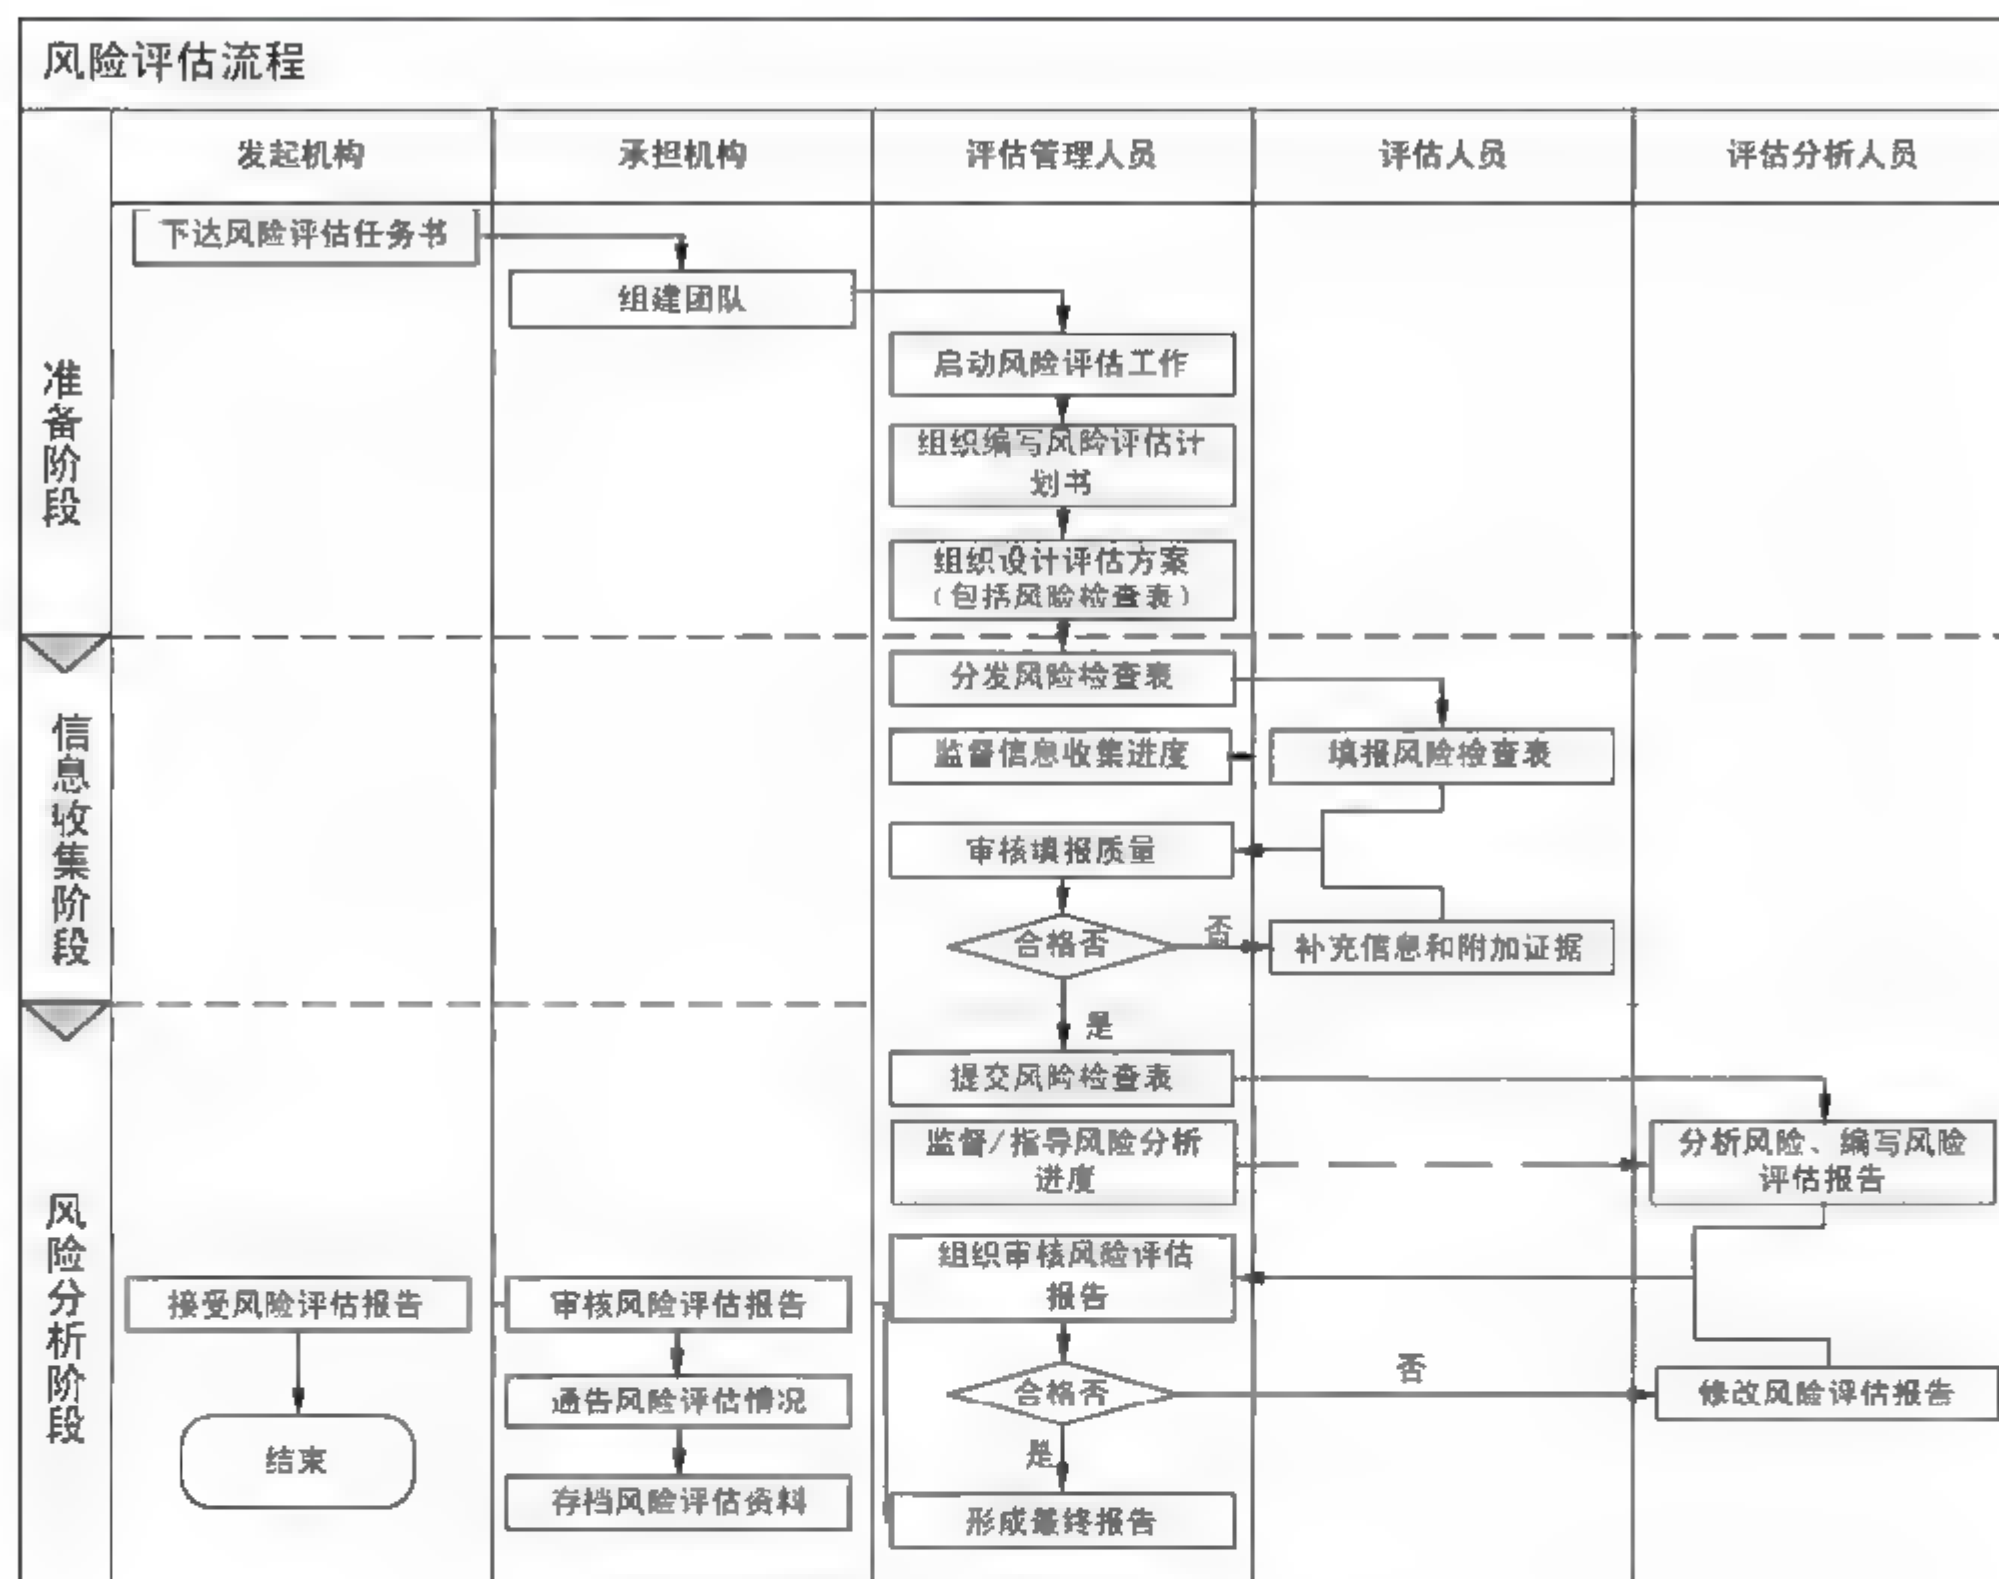 风险评估流程
发起机构
承担机构
评估管理人员
评估人员
评估分析人员
准备阶段
下达风险评估任务书
组建团队
启动风险评估工作
组织编写风险评估计
划书
组织设计评估方案
(包括风险检查表)
信息收集阶段
分发风险检查表
监督信息收集进度
填报风险检查表
审核填报质量
合格否
否
补充信息和附加证据
是
风险分析阶段
提交风险检查表
监督/指导风险分析
进度
分析风险、编写风险
评估报告
接受风险评估报告
审核风险评估报告
组织审核风险评估
报告
通告风险评估情况
合格否
否
修改风险评估报告
是
结束
存档风险评估资料
形成最终报告